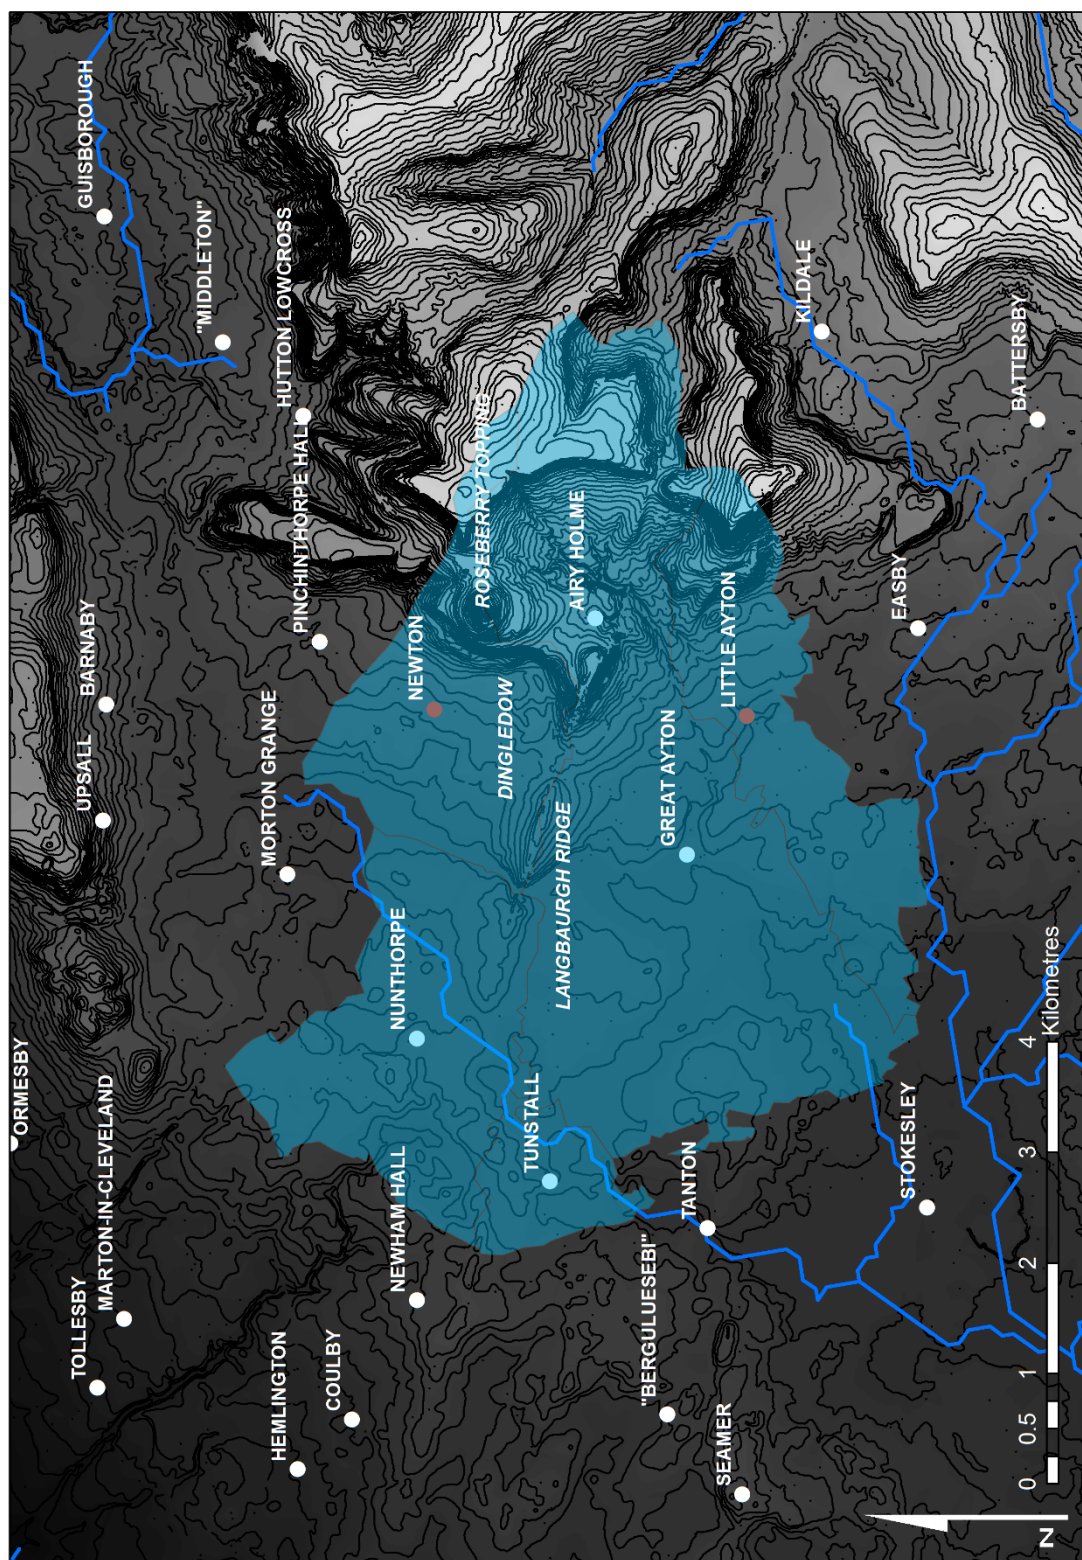 ORMESBY
TOLLESBY
UPSALL
BARNABY
GUISBOROUGH
MARTON-IN-CLEVELAND
"MIDDLETON"
MORTON GRANGE
HEMLINGTON
HUTTON LOWCROSS
PINCHINTHORPE HALL
COULBY
NEWHAM HALL
NUNTHORPE
NEWTON
ROSEBERRY TOPPING
DINGLEDOW
TUNSTALL
LANGBAURGH RIDGE
AIRY HOLME
"BERGULUESEBI"
GREAT AYTON
TANTON
SEAMER
LITTLE AYTON
KILDALE
EASBY
STOKESLEY
BATTERSBY
0 0.5 1 2 3 4
Kilometres
N